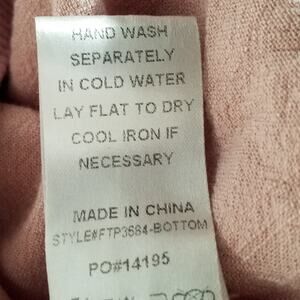 HAND WASH
SEPARATELY
IN COLD WATER
LAY FLAT TO DRY
COOL IRON IF
NECESSARY
MADE IN CHINA
STYLE#FTP3684-BOTTOM
PO#14195